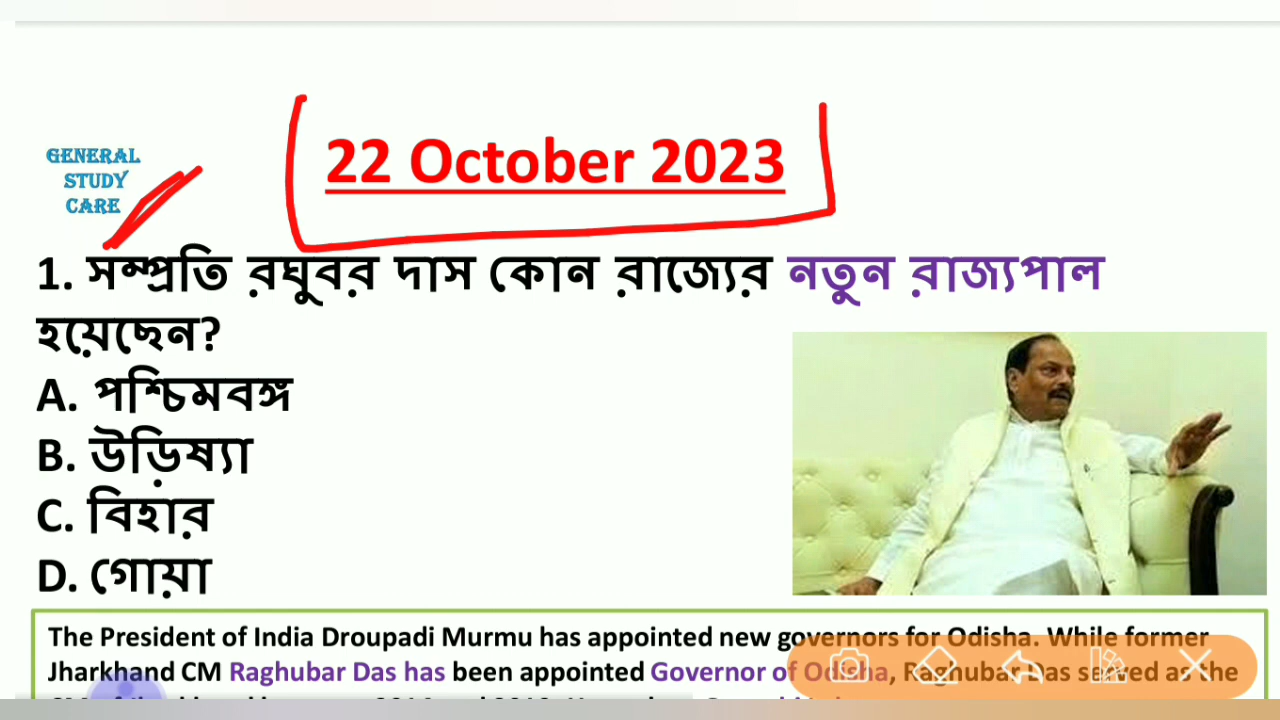 22 October 2023
GENERAL
STUDY
CARE
1. সম্প্রতি রঘুবর দাস কোন রাজ্যের নতুন রাজ্যপাল
হয়েছেন?
A. পশ্চিমবঙ্গ
B. উড়িষ্যা
C. বিহার
D. গোয়া
The President of India Droupadi Murmu has appointed new governors for Odisha. While former
Jharkhand CM Raghubar Das has been appointed Governor of Odisha, Raghubar Das served as the